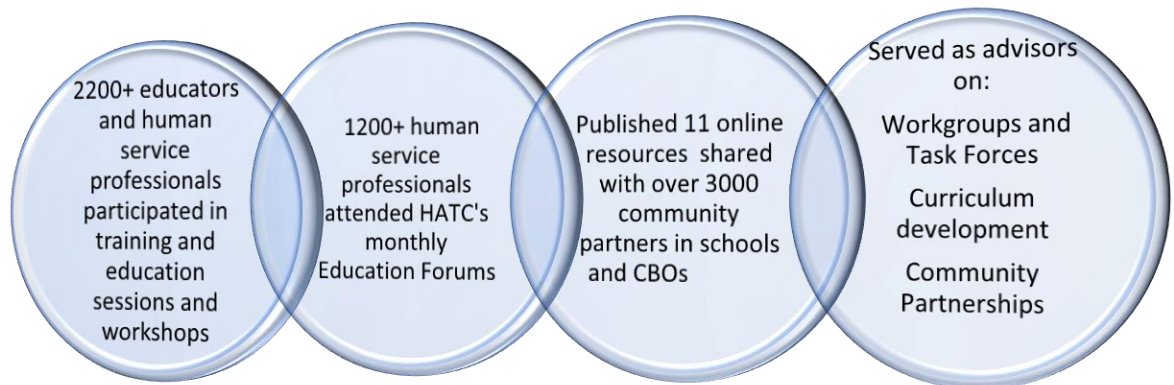 2200+ educators
and human
service
professionals
participated in
training and
education
sessions and
workshops
1200+ human
service
professionals
attended HATC's
monthly
Education Forums
Published 11 online
resources shared
with over 3000
community
partners in schools
and CBOs
Served as advisors
on:
Workgroups and
Task Forces
Curriculum
development
Community
Partnerships